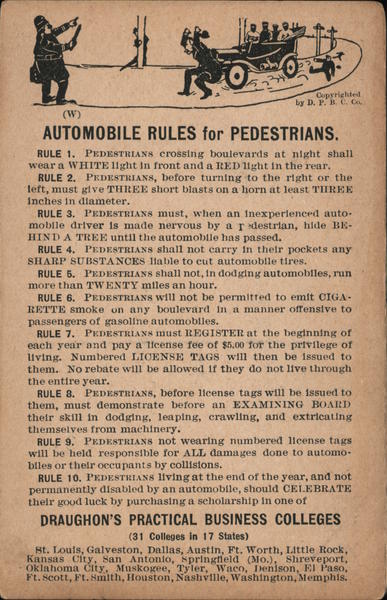 Copyrighted
by D. P. B. C. Co.
(W)
AUTOMOBILE RULES for PEDESTRIANS.
RULE 1. PEDESTRIANS crossing boulevards at night shall
wear a WHITE light in front and a RED light in the rear.
RULE 2. PEDESTRIANS, before turning to the right or the
left, must give THREE short blasts on a horn at least THREE
inches in diameter.
RULE 3. PEDESTRIANS must, when an inexperienced auto-
mobile driver is made nervous by a p destrian, hide BE-
HIND A TREE until the automobile has passed.
RULE 4. PEDESTRIANS shall not carry in their pockets any
SHARP SUBSTANCES liable to cut automobile tires.
RULE 5. PEDESTRIANS shall not, in dodging automobiles, run
more than TWENTY miles an hour.
RULE 6. PEDESTRIANS will not be permitted to emit CIGA-
RETTE smoke on any boulevard in a manner offensive to
passengers of gasoline automobiles.
RULE 7. PEDESTRIANS must REGISTER at the beginning of
each year and pay a license fee of $5.00 for the privilege of
living. Numbered LICENSE TAGS will then be issued to
them. No rebate will be allowed if they do not live through
the entire year.
RULE 8. PEDESTRIANS, before license tags will be issued to
them, must demonstrate before an EXAMINING BOARD
their skill in dodging, leaping, crawling, and extricating
themselves from machinery.
RULE 9. PEDESTRIANS not wearing numbered license tags
will be held responsible for ALL damages done to automo-
biles or their occupants by collisions.
RULE 10. PEDESTRIANS living at the end of the year, and not
permanently disabled by an automobile, should CELEBRATE
their good luck by purchasing a scholarship in one of
DRAUGHON'S PRACTICAL BUSINESS COLLEGES
(31 Colleges in 17 States)
St. Louis, Galveston, Dallas, Austin, Ft. Worth, Little Rock,
Kansas City, San Antonio, Springfield (Mo.), Shreveport,
Oklahoma City, Muskogee, Tyler, Waco, Denison, El Paso,
Ft. Scott, Ft. Smith, Houston, Nashville, Washington, Memphis.